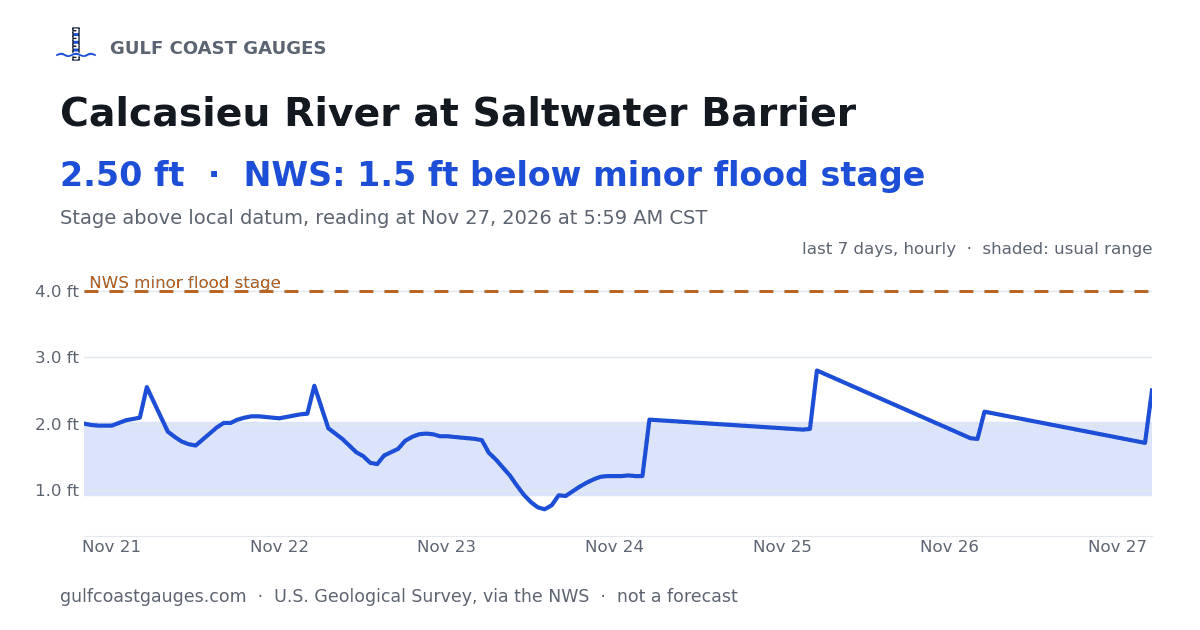 GULF COAST GAUGES
Calcasieu River at Saltwater Barrier
2.50 ft · NWS: 1.5 ft below minor flood stage
Stage above local datum, reading at Nov 27, 2026 at 5:59 AM CST
last 7 days, hourly · shaded: usual range
NWS minor flood stage
4.0 ft
3.0 ft
2.0 ft
1.0 ft
Nov 21 Nov 22 Nov 23 Nov 24 Nov 25 Nov 26 Nov 27
gulfcoastgauges.com · U.S. Geological Survey, via the NWS · not a forecast